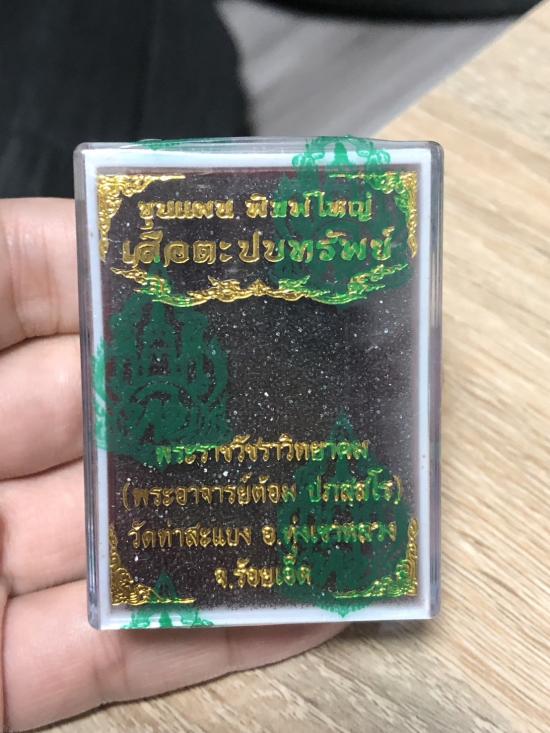 ขุนแผน พิมพ์ใหญ่
เสือตะปบทรัพย์
พระราชวัชราวิทยาคม
(พระอาจารย์ต้อม ปภสฺสโร)
วัดท่าสะแบง อ.ทุ่งเขาหลวง
จ.ร้อยเอ็ด